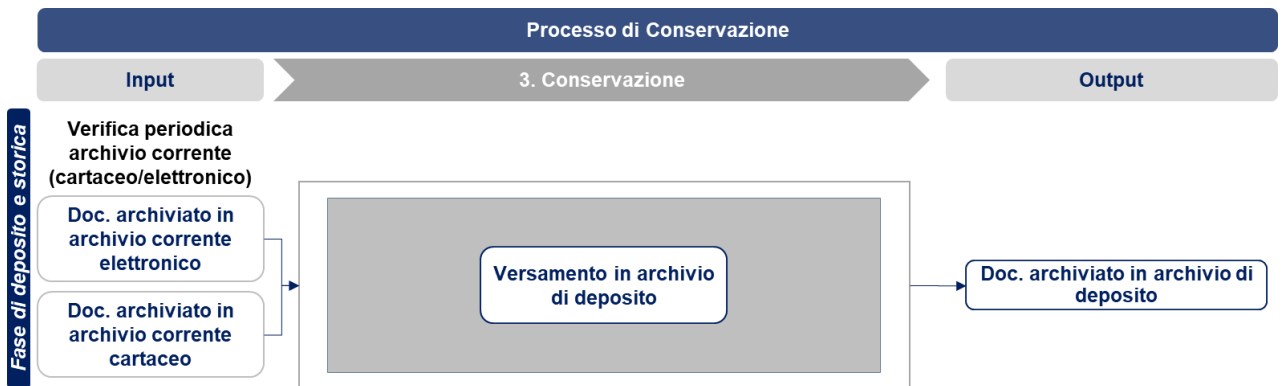 Processo di Conservazione
Input
3. Conservazione
Output
Fase di deposito e storica
Verifica periodica
archivio corrente
(cartaceo/elettronico)
Doc. archiviato in
archivio corrente
elettronico
Doc. archiviato in
archivio corrente
cartaceo
Versamento in archivio
di deposito
Doc. archiviato in archivio di
deposito